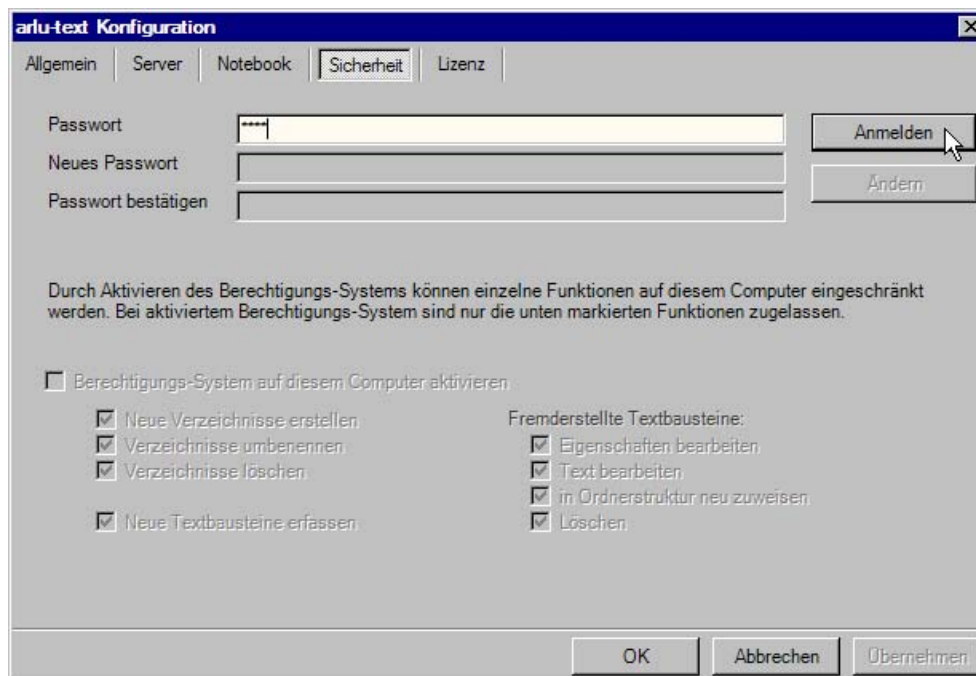 arlu-text Konfiguration
Allgemein Server Notebook Sicherheit Lizenz
Passwort **** Anmelden
Neues Passwort Ändern
Passwort bestätigen
Durch Aktivieren des Berechtigungs-Systems können einzelne Funktionen auf diesem Computer eingeschränkt
werden. Bei aktiviertem Berechtigungs-System sind nur die unten markierten Funktionen zugelassen.
Berechtigungs-System auf diesem Computer aktivieren
Neue Verzeichnisse erstellen
Verzeichnisse umbenennen
Verzeichnisse löschen
Neue Textbausteine erfassen
Fremderstellte Textbausteine:
Eigenschaften bearbeiten
Text bearbeiten
in Ordnerstruktur neu zuweisen
Löschen
OK Abbrechen Übernehmen